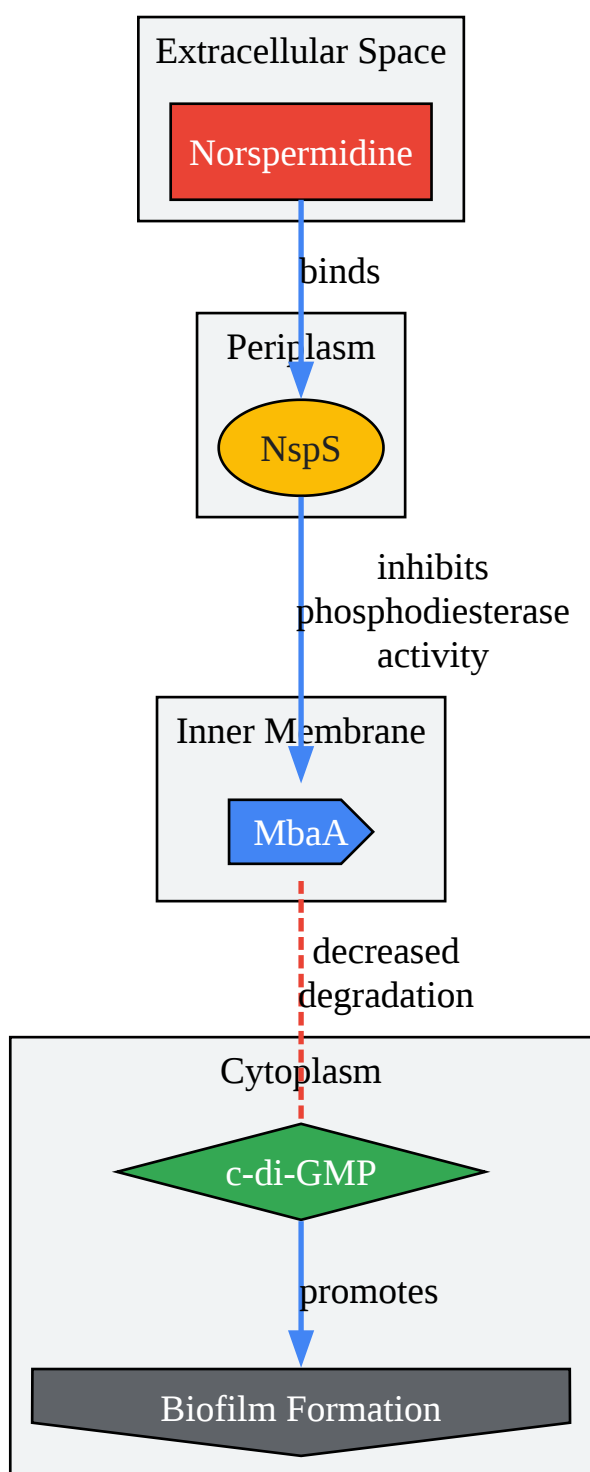 Extracellular Space
Norspermidine
binds
Periplasm
NspS
inhibits
phosphodiesterase
activity
Inner Membrane
MbaA
decreased
degradation
Cytoplasm
c-di-GMP
promotes
Biofilm Formation